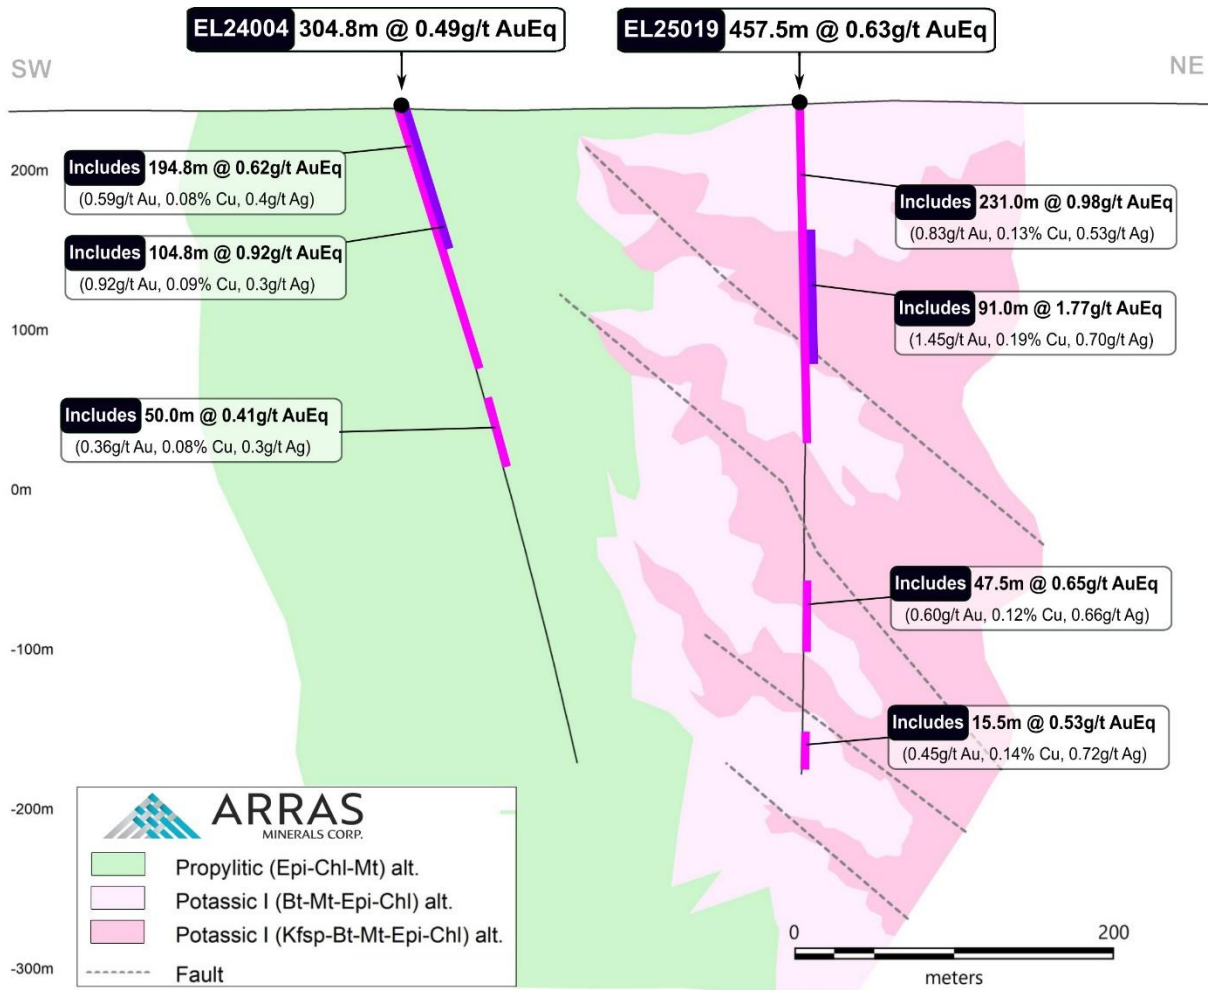 EL24004 304.8m @ 0.49g/t AuEq
EL25019 457.5m @ 0.63g/t AuEq
SW
NE
200m
100m
0m
-100m
-200m
-300m
Includes 194.8m @ 0.62g/t AuEq
(0.59g/t Au, 0.08% Cu, 0.4g/t Ag)
Includes 104.8m @ 0.92g/t AuEq
(0.92g/t Au, 0.09% Cu, 0.3g/t Ag)
Includes 50.0m @ 0.41g/t AuEq
(0.36g/t Au, 0.08% Cu, 0.3g/t Ag)
Includes 231.0m @ 0.98g/t AuEq
(0.83g/t Au, 0.13% Cu, 0.53g/t Ag)
Includes 91.0m @ 1.77g/t AuEq
(1.45g/t Au, 0.19% Cu, 0.70g/t Ag)
Includes 47.5m @ 0.65g/t AuEq
(0.60g/t Au, 0.12% Cu, 0.66g/t Ag)
Includes 15.5m @ 0.53g/t AuEq
(0.45g/t Au, 0.14% Cu, 0.72g/t Ag)
ARRAS
MINERALS CORP.
Propylitic (Epi-Chl-Mt) alt.
Potassic I (Bt-Mt-Epi-Chl) alt.
Potassic I (Kfsp-Bt-Mt-Epi-Chl) alt.
Fault
0 200
meters